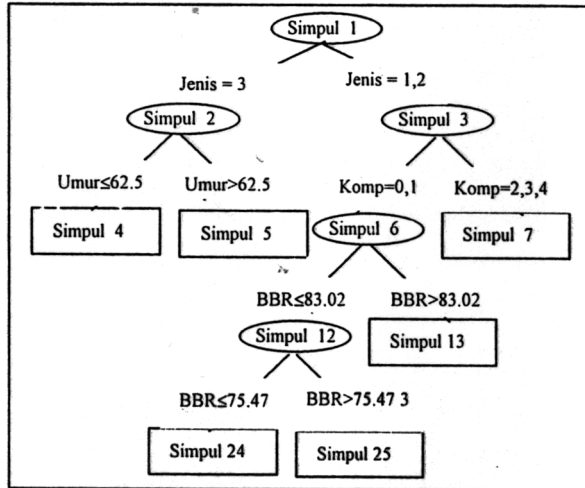 Simpul 1
Jenis = 3 Jenis = 1,2
Simpul 2 Simpul 3
Umur≤62.5 Umur>62.5 Komp=0,1 Komp=2,3,4
Simpul 4 Simpul 5 Simpul 6 Simpul 7
BBR≤83.02 BBR>83.02
Simpul 12 Simpul 13
BBR≤75.47 BBR>75.47 3
Simpul 24 Simpul 25